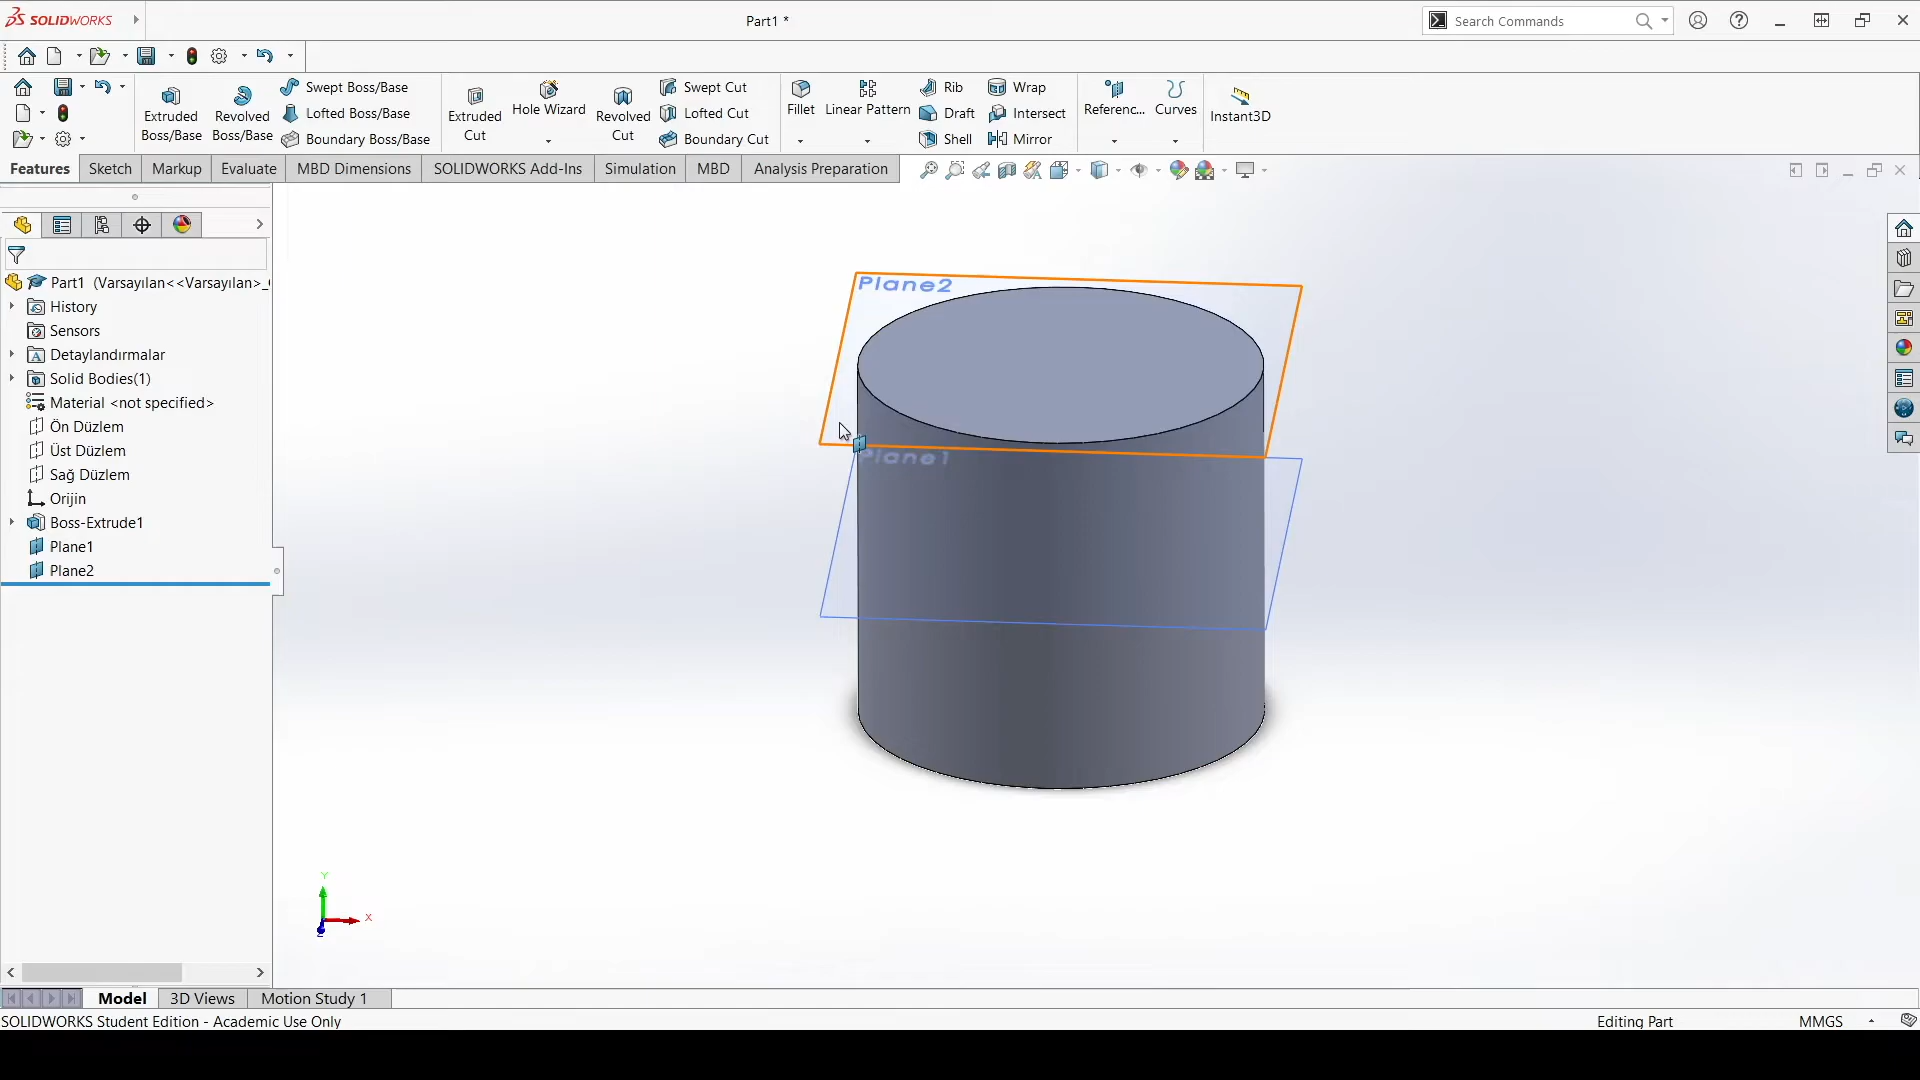 SOLIDWORKS
Part1 *
Search Commands
Extruded Boss/Base
Revolved Boss/Base
Swept Boss/Base
Lofted Boss/Base
Boundary Boss/Base
Extruded Cut
Hole Wizard
Revolved Cut
Swept Cut
Lofted Cut
Boundary Cut
Fillet
Linear Pattern
Rib
Draft
Shell
Wrap
Intersect
Mirror
Referenc...
Curves
Instant3D
Features
Sketch
Markup
Evaluate
MBD Dimensions
SOLIDWORKS Add-Ins
Simulation
MBD
Analysis Preparation
Part1 (Varsayılan<<Varsayılan>_
History
Sensors
Detaylandırmalar
Solid Bodies(1)
Material <not specified>
Ön Düzlem
Üst Düzlem
Sağ Düzlem
Orijin
Boss-Extrude1
Plane1
Plane2
Plane2
Plane1
Y
X
Z
Model
3D Views
Motion Study 1
SOLIDWORKS Student Edition - Academic Use Only
Editing Part
MMGS